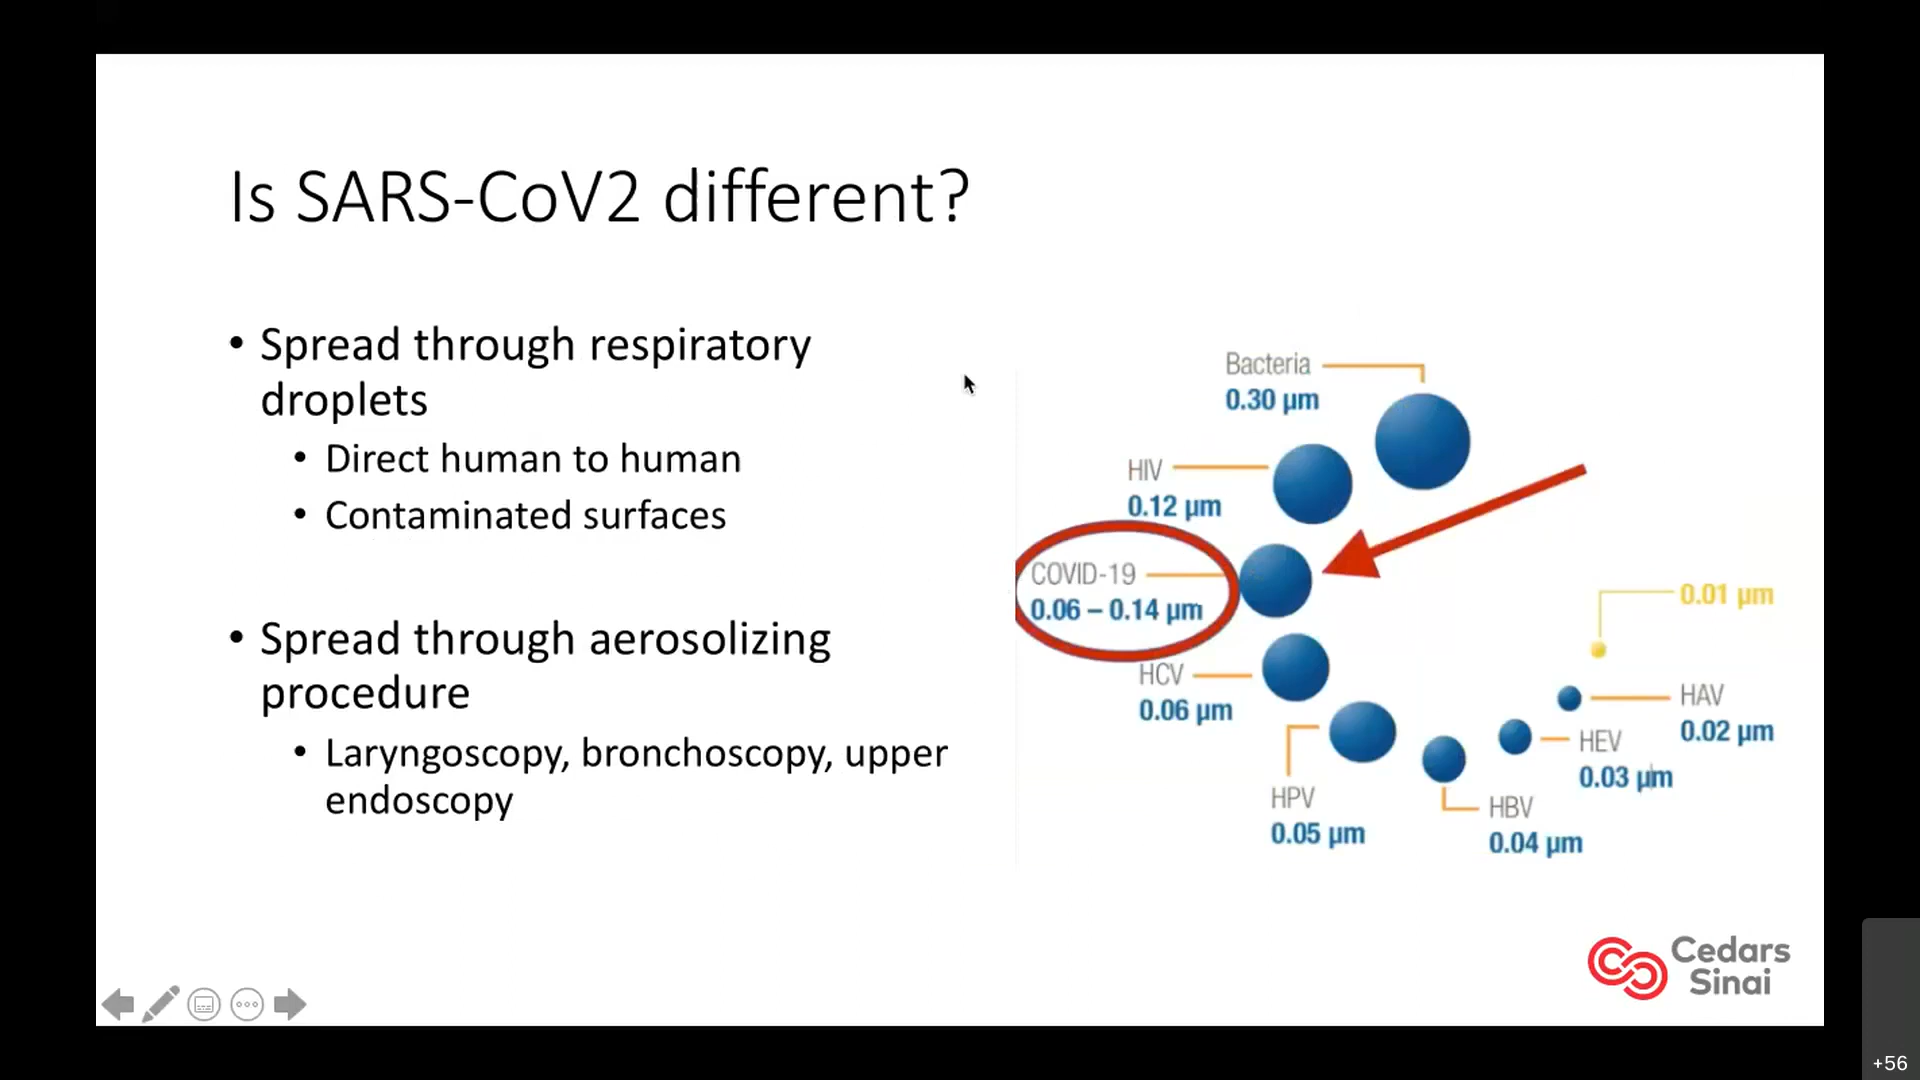 Is SARS-CoV2 different?
• Spread through respiratory
droplets
• Direct human to human
• Contaminated surfaces
• Spread through aerosolizing
procedure
• Laryngoscopy, bronchoscopy, upper
endoscopy
Bacteria
0.30 µm
HIV
0.12 µm
COVID-19
0.06 – 0.14 µm
HCV
0.06 µm
HPV
0.05 µm
HBV
0.04 µm
HEV
0.03 µm
HAV
0.02 µm
0.01 µm
Cedars
Sinai
+56